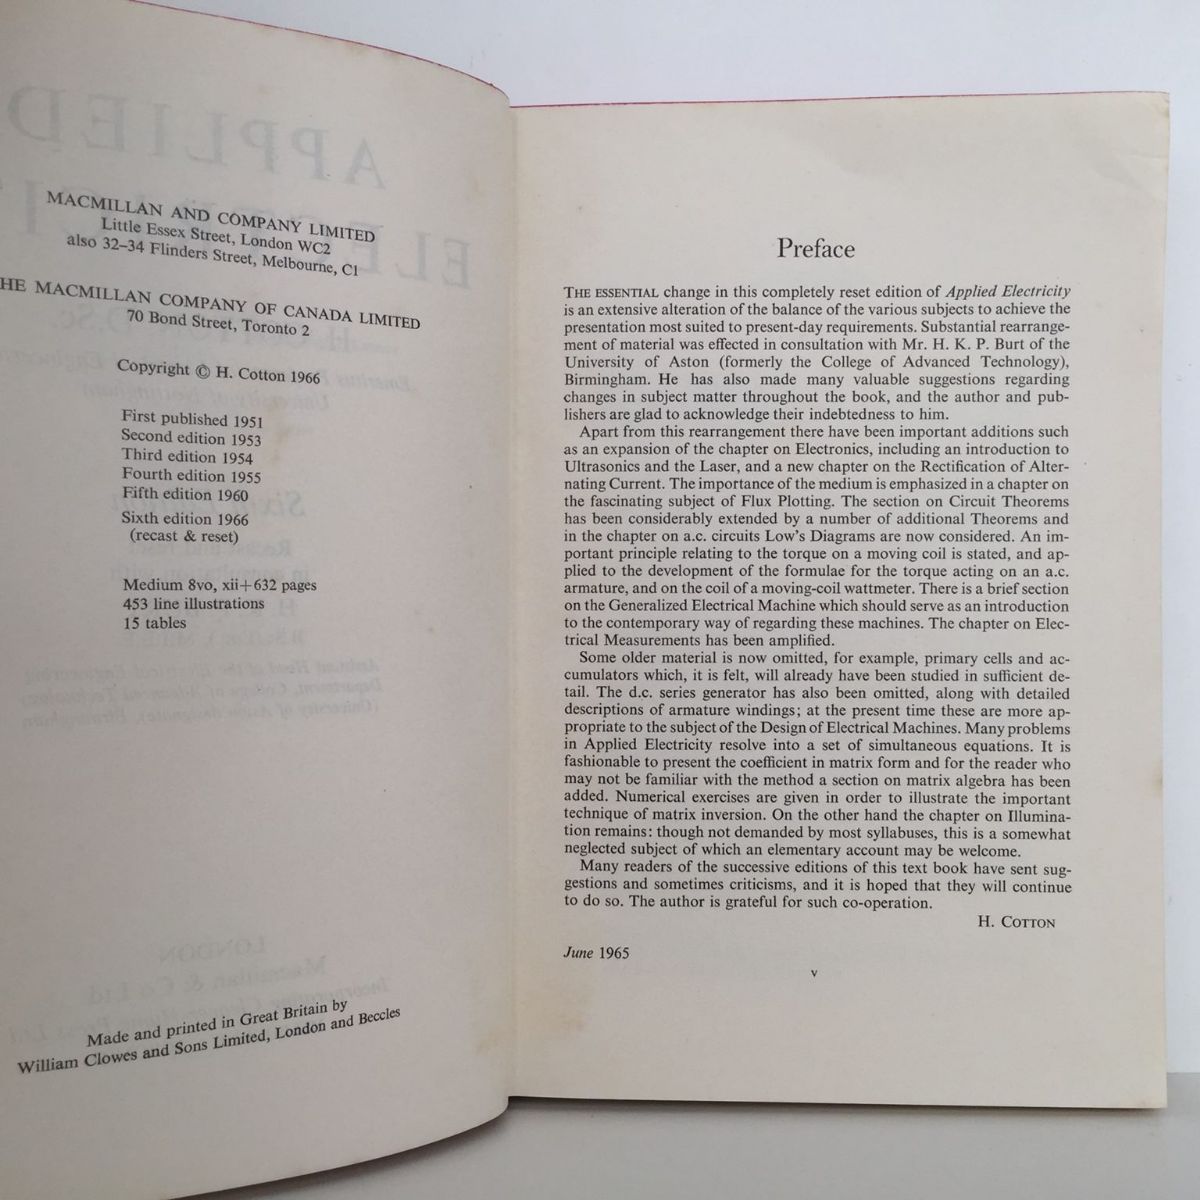 MACMILLAN AND COMPANY LIMITED
Little Essex Street, London WC2
also 32–34 Flinders Street, Melbourne, C1
HE MACMILLAN COMPANY OF CANADA LIMITED
70 Bond Street, Toronto 2
Copyright © H. Cotton 1966
First published 1951
Second edition 1953
Third edition 1954
Fourth edition 1955
Fifth edition 1960
Sixth edition 1966
(recast & reset)
Medium 8vo, xii+632 pages
453 line illustrations
15 tables
Made and printed in Great Britain by
William Clowes and Sons Limited, London and Beccles
Preface
THE ESSENTIAL change in this completely reset edition of Applied Electricity
is an extensive alteration of the balance of the various subjects to achieve the
presentation most suited to present-day requirements. Substantial rearrange-
ment of material was effected in consultation with Mr. H. K. P. Burt of the
University of Aston (formerly the College of Advanced Technology),
Birmingham. He has also made many valuable suggestions regarding
changes in subject matter throughout the book, and the author and pub-
lishers are glad to acknowledge their indebtedness to him.
Apart from this rearrangement there have been important additions such
as an expansion of the chapter on Electronics, including an introduction to
Ultrasonics and the Laser, and a new chapter on the Rectification of Alter-
nating Current. The importance of the medium is emphasized in a chapter on
the fascinating subject of Flux Plotting. The section on Circuit Theorems
has been considerably extended by a number of additional Theorems and
in the chapter on a.c. circuits Low's Diagrams are now considered. An im-
portant principle relating to the torque on a moving coil is stated, and ap-
plied to the development of the formulae for the torque acting on an a.c.
armature, and on the coil of a moving-coil wattmeter. There is a brief section
on the Generalized Electrical Machine which should serve as an introduction
to the contemporary way of regarding these machines. The chapter on Elec-
trical Measurements has been amplified.
Some older material is now omitted, for example, primary cells and ac-
cumulators which, it is felt, will already have been studied in sufficient de-
tail. The d.c. series generator has also been omitted, along with detailed
descriptions of armature windings; at the present time these are more ap-
propriate to the subject of the Design of Electrical Machines. Many problems
in Applied Electricity resolve into a set of simultaneous equations. It is
fashionable to present the coefficient in matrix form and for the reader who
may not be familiar with the method a section on matrix algebra has been
added. Numerical exercises are given in order to illustrate the important
technique of matrix inversion. On the other hand the chapter on Illumina-
tion remains: though not demanded by most syllabuses, this is a somewhat
neglected subject of which an elementary account may be welcome.
Many readers of the successive editions of this text book have sent sug-
gestions and sometimes criticisms, and it is hoped that they will continue
to do so. The author is grateful for such co-operation.
H. COTTON
June 1965
v